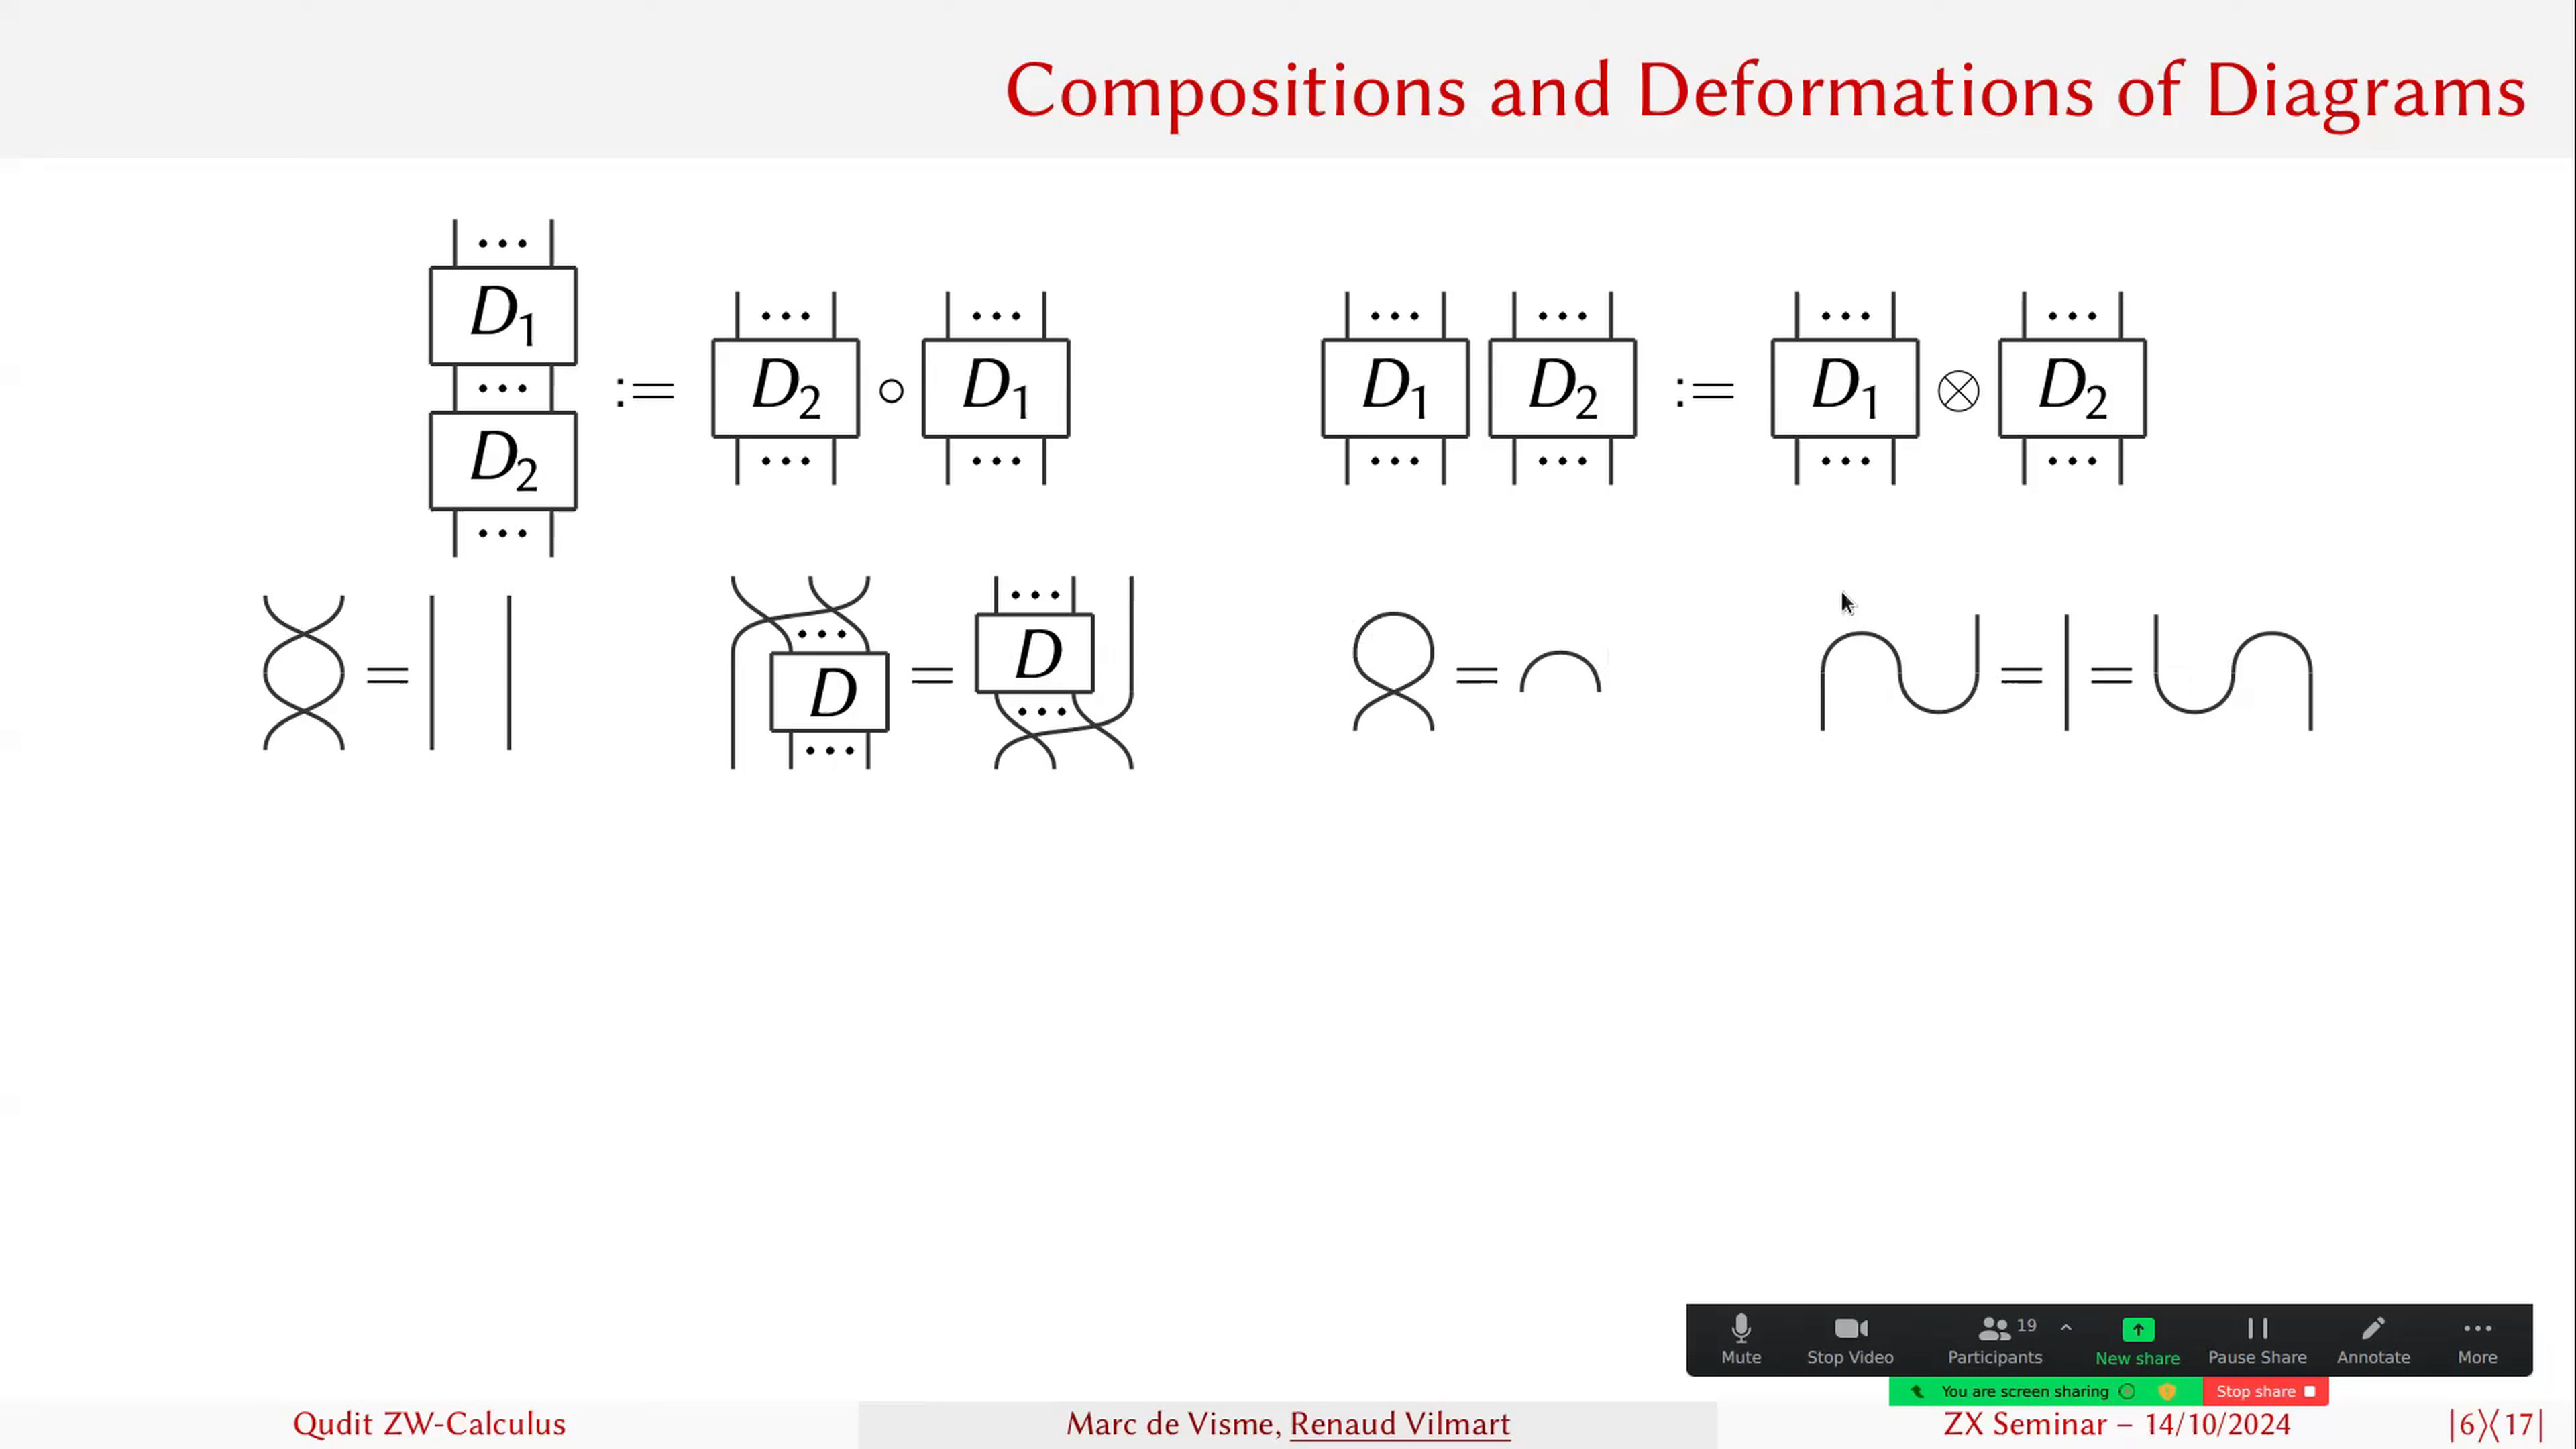 Compositions and Deformations of Diagrams
...
D1
...
D2
...
:=
...
D2
...
∘
...
D1
...
...
D1
...
...
D2
...
:=
...
D1
...
⊗
...
D2
...
=
...
D
...
=
...
D
...
=
= | =
Mute Stop Video Participants 19 New share Pause Share Annotate More
You are screen sharing Stop share
Qudit ZW-Calculus Marc de Visme, Renaud Vilmart ZX Seminar – 14/10/2024 |6⟩⟨17|